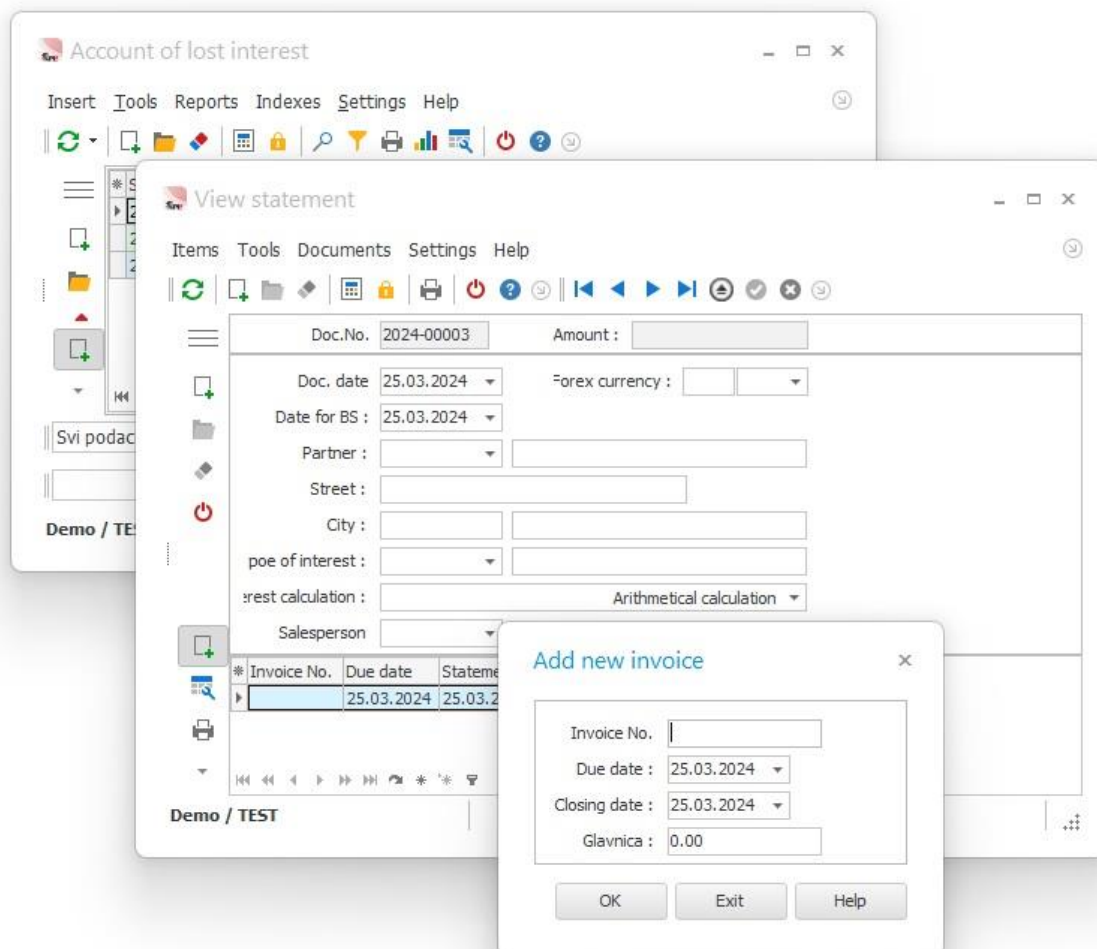 Account of lost interest
Insert Tools Reports Indexes Settings Help
View statement
Items Tools Documents Settings Help
Doc.No. 2024-00003 Amount :
Doc. date 25.03.2024 Forex currency :
Date for BS : 25.03.2024
Partner :
Street :
City :
poe of interest :
erest calculation : Arithmetical calculation
Salesperson
Invoice No. Due date Stateme
25.03.2024 25.03.2
Svi podac
Demo / TES
Demo / TEST
Add new invoice
Invoice No.
Due date : 25.03.2024
Closing date : 25.03.2024
Glavnica : 0.00
OK Exit Help